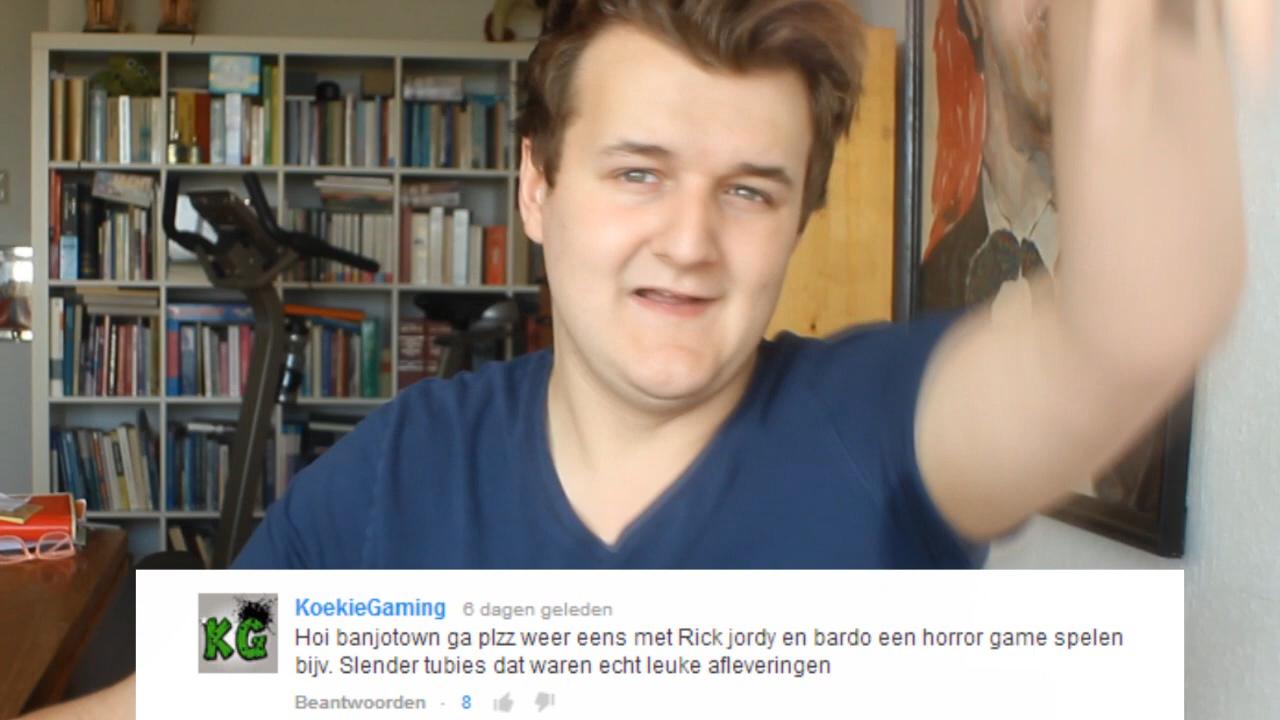 KG
KoekieGaming 6 dagen geleden
Hoi banjotown ga plzz weer eens met Rick jordy en bardo een horror game spelen
bijv. Slender tubies dat waren echt leuke afleveringen
Beantwoorden · 8